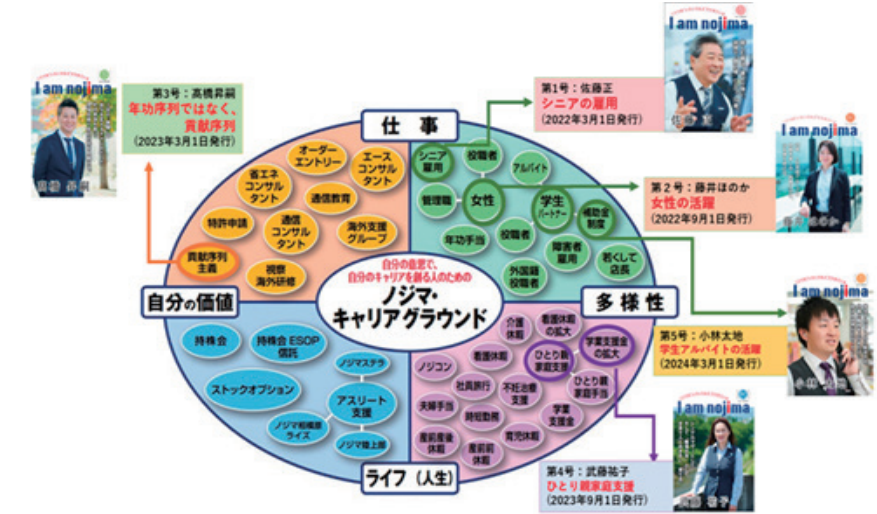 I am nojima
第1号：佐藤正
シニアの雇用
(2022年3月1日発行)
I am nojima
第3号：高橋昇嗣
年功序列ではなく、
貢献序列
(2023年3月1日発行)
I am nojima
第2号：藤井ほのか
女性の活躍
(2022年9月1日発行)
I am nojima
第5号：小林太地
学生アルバイトの活躍
(2024年3月1日発行)
I am nojima
第4号：武藤祐子
ひとり親家庭支援
(2023年9月1日発行)
仕事
自分の価値
多様性
ライフ（人生）
自分の意思で、
自分のキャリアを創る人のための
ノジマ・
キャリアグラウンド
オーダー
エントリー
エース
コンサル
タント
省エネ
コンサル
タント
通信教育
特許申請
通信
コンサル
タント
海外支援
グループ
貢献序列
主義
視察
海外研修
シニア
雇用
役職者
アルバイト
管理職
女性
学生
パートナー
補助金
制度
年功手当
役職者
障害者
雇用
若くして
店長
外国籍
役職者
持株会
持株会ESOP
信託
ノジマステラ
ストックオプション
アスリート
支援
ノジマ相模原
ライズ
ノジマ陸上部
介護
休暇
看護休暇
の拡大
学業支援金
の拡大
ノジコン
看護休暇
ひとり親
家庭支援
社員旅行
不妊治療
支援
ひとり親
家庭手当
夫婦手当
時短勤務
学業
支援金
産前産後
休暇
産前前
休暇
育児休暇